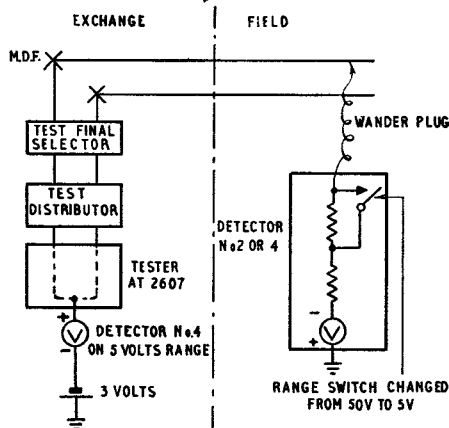 EXCHANGE
FIELD
M.D.F.
TEST FINAL
SELECTOR
TEST
DISTRIBUTOR
TESTER
AT 2607
+
V
-
DETECTOR No.4
ON 5 VOLTS RANGE
3 VOLTS
WANDER PLUG
DETECTOR
No2 OR 4
-
V
+
RANGE SWITCH CHANGED
FROM 50V TO 5V